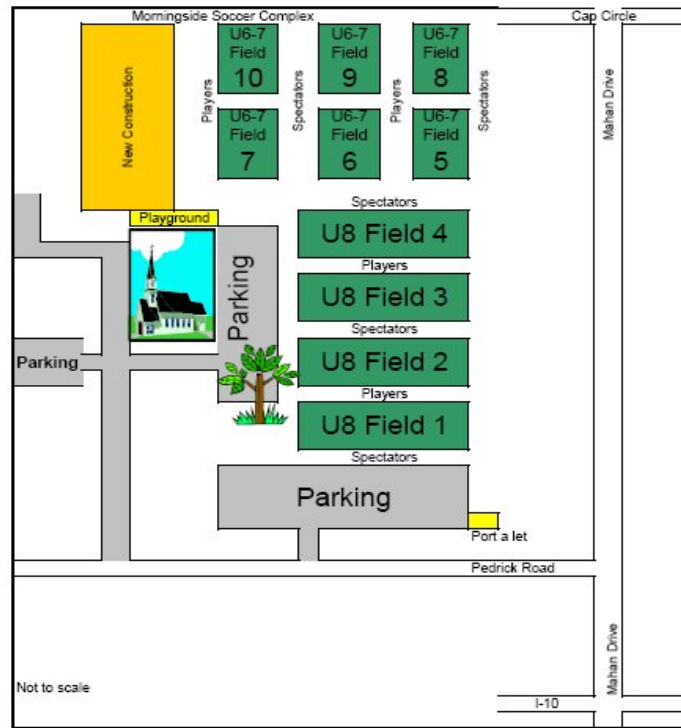 Morningside Soccer Complex
Cap Circle
New Construction
Players
U6-7
Field
10
Spectators
U6-7
Field
9
Players
U6-7
Field
8
Spectators
Mahan Drive
U6-7
Field
7
U6-7
Field
6
U6-7
Field
5
Spectators
Playground
U8 Field 4
Players
Parking
U8 Field 3
Spectators
Parking
U8 Field 2
Players
U8 Field 1
Spectators
Parking
Port a let
Pedrick Road
Mahan Drive
Not to scale
I-10